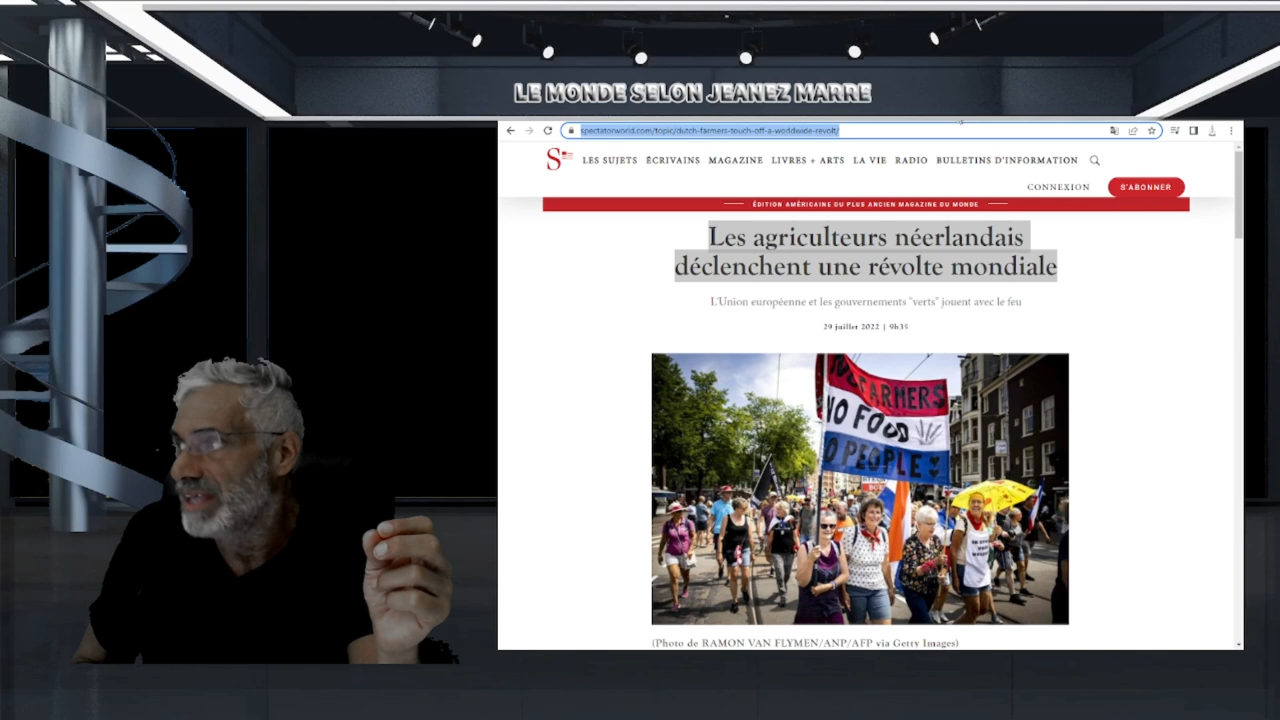 LE MONDE SELON JEANEZ MARRE
spectatorworld.com/topic/dutch-farmers-touch-off-a-worldwide-revolt/
S
LES SUJETS ÉCRIVAINS MAGAZINE LIVRES + ARTS LA VIE RADIO BULLETINS D'INFORMATION
CONNEXION S'ABONNER
ÉDITION AMÉRICAINE DU PLUS ANCIEN MAGAZINE DU MONDE
Les agriculteurs néerlandais
déclenchent une révolte mondiale
L'Union européenne et les gouvernements "verts" jouent avec le feu
29 juillet 2022 | 9h35
FARMERS
NO FOOD
PEOPLE
(Photo de RAMON VAN FLYMEN/ANP/AFP via Getty Images)